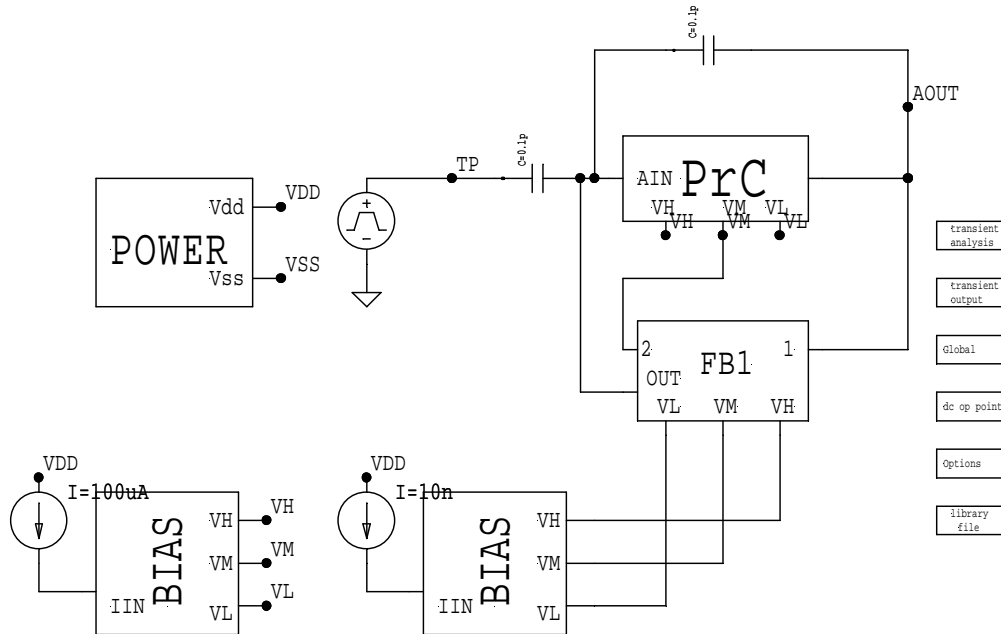 C=0.1p
AOUT
C=0.1p
TP
AIN
PrC
VH
VM
VL
VH
VM
VL
VDD
Vdd
POWER
Vss
VSS
transient
analysis
transient
output
Global
dc op point
Options
library
file
2
FB1
1
OUT
VL
VM
VH
VDD
I=100uA
VH
VH
VM
VM
VL
VL
IIN
BIAS
VDD
I=10n
VH
VM
VL
IIN
BIAS